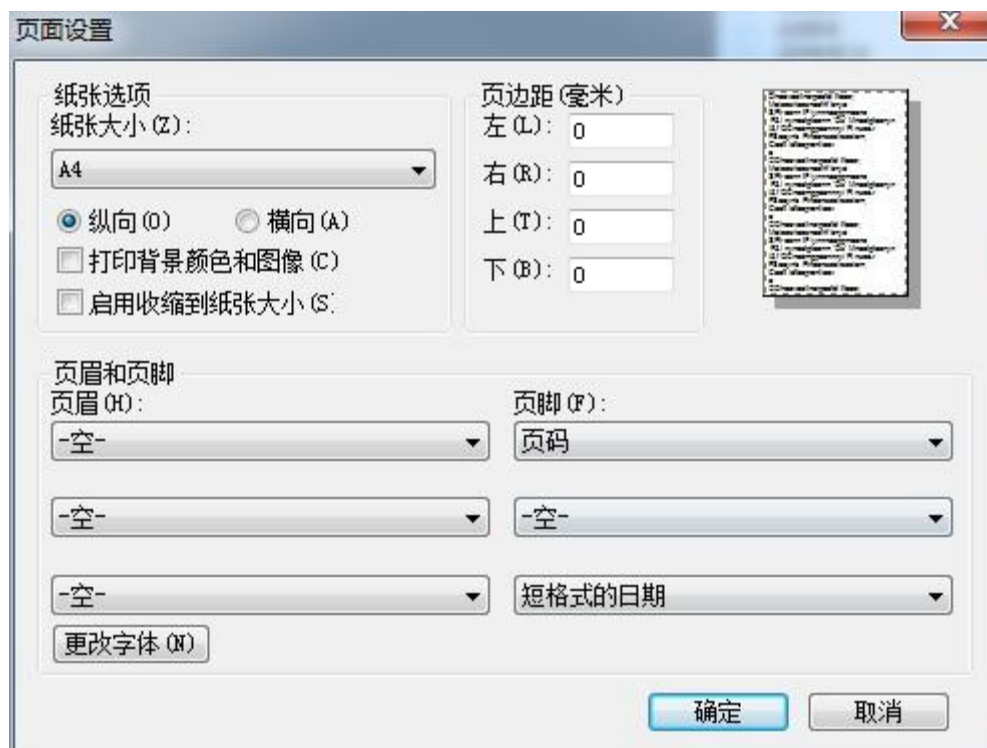 页面设置
纸张选项
纸张大小(Z):
A4
纵向(O) 横向(A)
打印背景颜色和图像(C)
启用收缩到纸张大小(S)
页边距(毫米)
左(L): 0
右(R): 0
上(T): 0
下(B): 0
页眉和页脚
页眉(H): 页脚(F):
-空- 页码
-空- -空-
-空- 短格式的日期
更改字体(N)
确定 取消